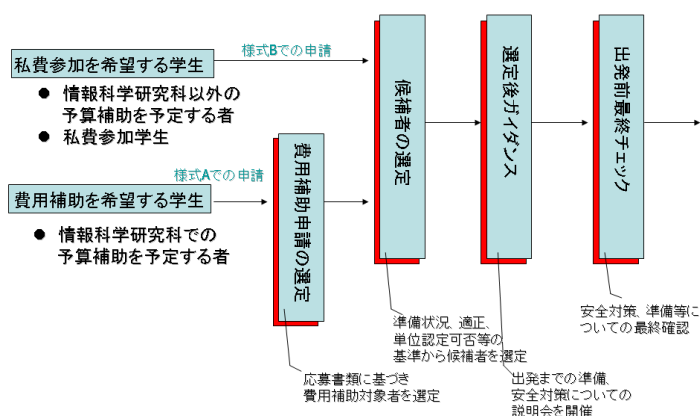 様式Bでの申請
私費参加を希望する学生
● 情報科学研究科以外の
予算補助を予定する者
● 私費参加学生
様式Aでの申請
費用補助を希望する学生
● 情報科学研究科での
予算補助を予定する者
費用補助申請の選定
候補者の選定
選定後ガイダンス
出発前最終チェック
応募書類に基づき
費用補助対象者を選定
準備状況、適正、
単位認定可否等の
基準から候補者を選定
出発までの準備、
安全対策についての
説明会を開催
安全対策、準備等に
ついての最終確認